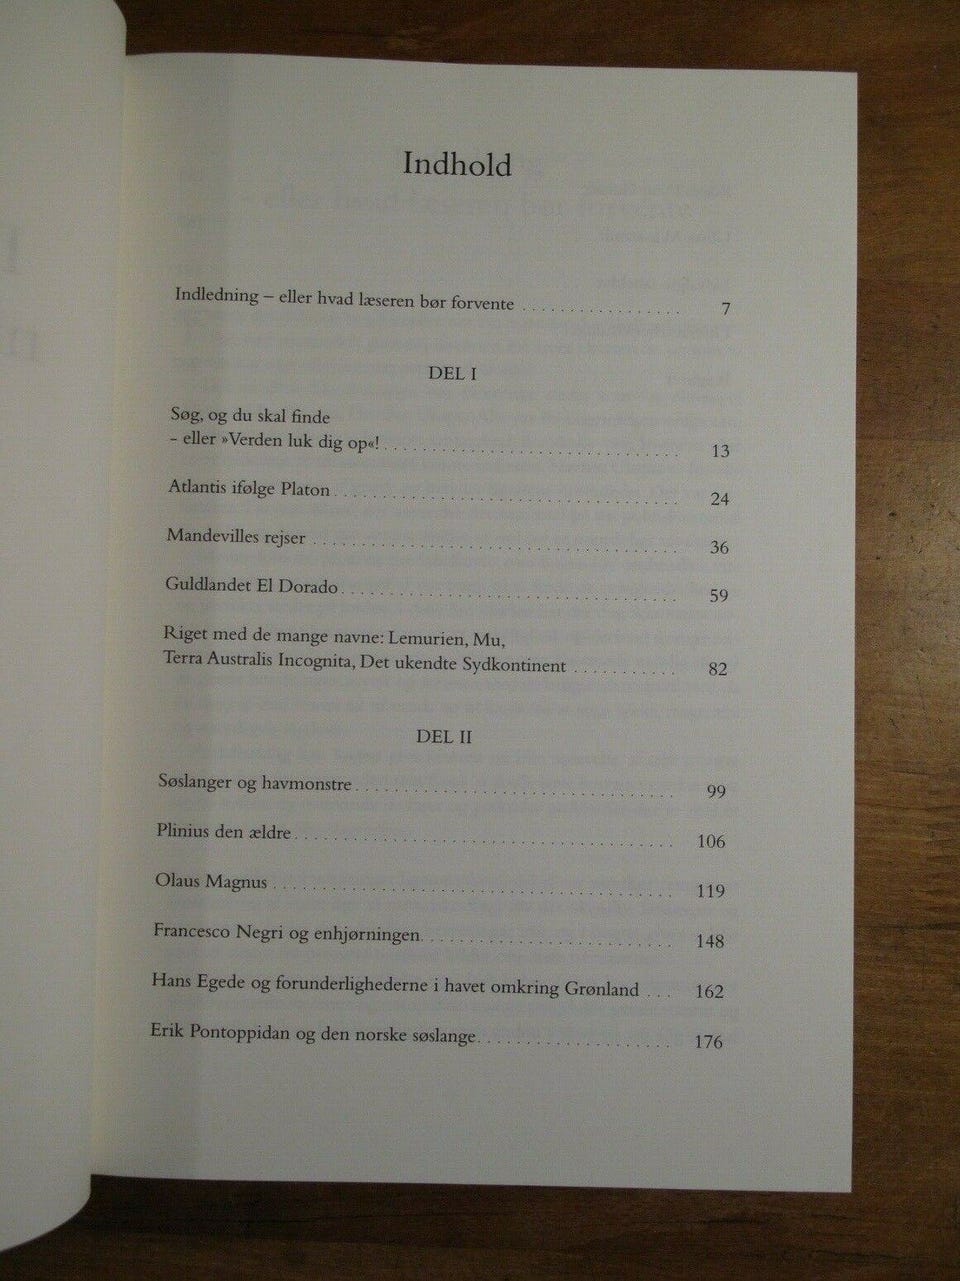 Indhold
Indledning – eller hvad læseren bør forvente . . . . . . . . . . . . . . . . . 7
DEL I
Søg, og du skal finde
– eller »Verden luk dig op«! . . . . . . . . . . . . . . . . . . . . . . . . . . . . . . 13
Atlantis ifølge Platon . . . . . . . . . . . . . . . . . . . . . . . . . . . . . . . . . . . 24
Mandevilles rejser . . . . . . . . . . . . . . . . . . . . . . . . . . . . . . . . . . . . . 36
Guldlandet El Dorado . . . . . . . . . . . . . . . . . . . . . . . . . . . . . . . . . . 59
Riget med de mange navne: Lemurien, Mu,
Terra Australis Incognita, Det ukendte Sydkontinent . . . . . . . . . . . 82
DEL II
Søslanger og havmonstre . . . . . . . . . . . . . . . . . . . . . . . . . . . . . . . . 99
Plinius den ældre . . . . . . . . . . . . . . . . . . . . . . . . . . . . . . . . . . . . . . 106
Olaus Magnus . . . . . . . . . . . . . . . . . . . . . . . . . . . . . . . . . . . . . . . . 119
Francesco Negri og enhjørningen . . . . . . . . . . . . . . . . . . . . . . . . . 148
Hans Egede og forunderlighederne i havet omkring Grønland . . . 162
Erik Pontoppidan og den norske søslange . . . . . . . . . . . . . . . . . . . . 176